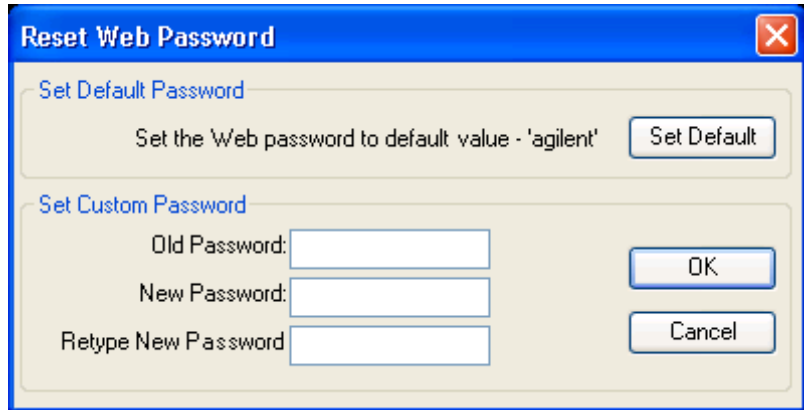 Reset Web Password
Set Default Password
Set the Web password to default value - 'agilent'
Set Default
Set Custom Password
Old Password:
OK
New Password:
Cancel
Retype New Password